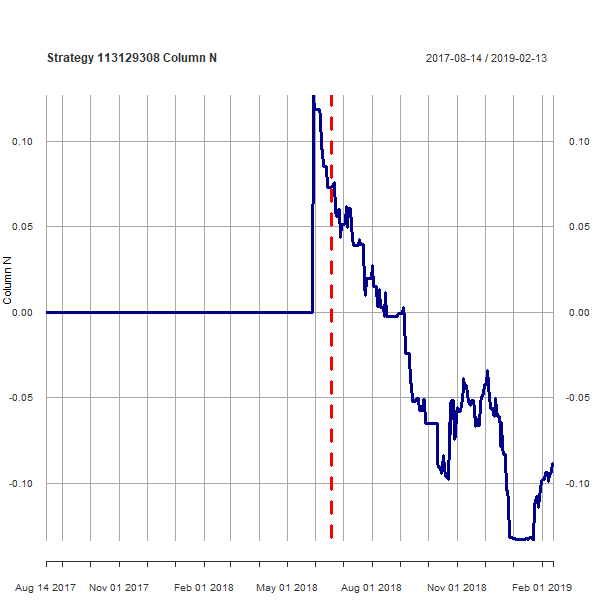 Strategy 113129308 Column N
2017-08-14 / 2019-02-13
Column N
0.10
0.10
0.05
0.05
0.00
0.00
-0.05
-0.05
-0.10
-0.10
Aug 14 2017
Nov 01 2017
Feb 01 2018
May 01 2018
Aug 01 2018
Nov 01 2018
Feb 01 2019